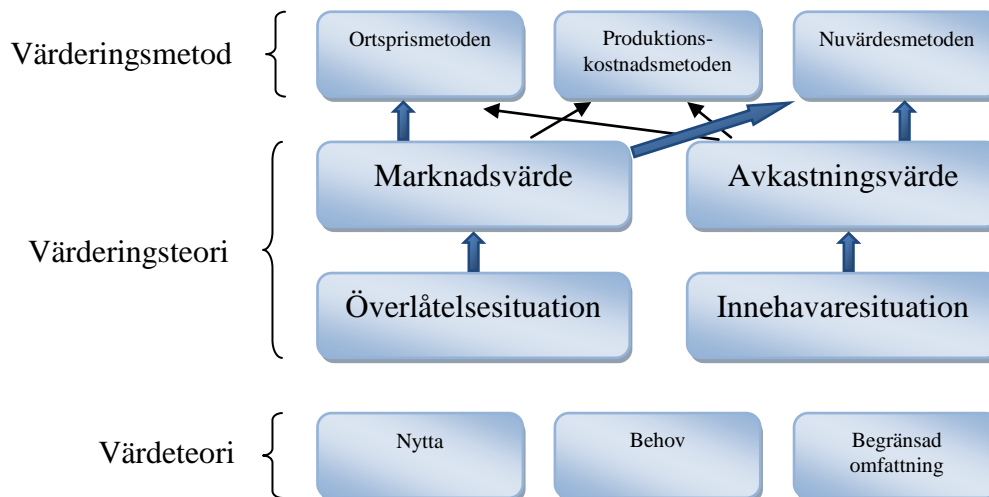 Värderingsmetod
Ortsprismetoden
Produktions-
kostnadsmetoden
Nuvärdesmetoden
Värderingsteori
Marknadsvärde
Avkastningsvärde
Överlåtelsesituation
Innehavaresituation
Värdeteori
Nytta
Behov
Begränsad
omfattning